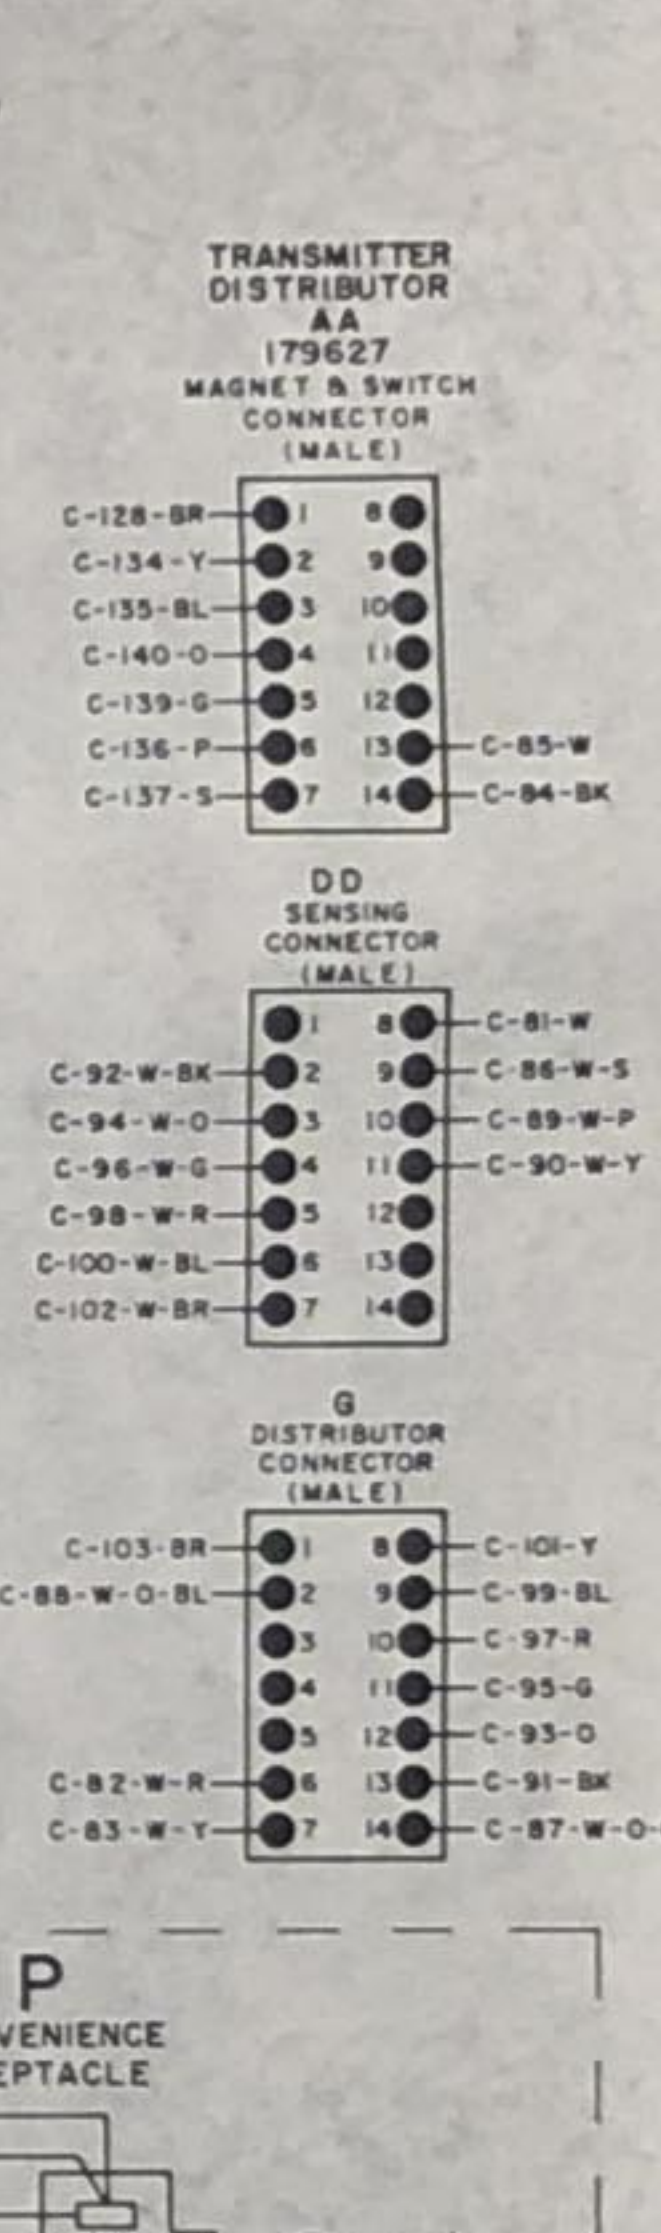 TRANSMITTER
DISTRIBUTOR
AA
179627
MAGNET & SWITCH
CONNECTOR
(MALE)
C-128-BR 1 8
C-134-Y 2 9
C-135-BL 3 10
C-140-O 4 11
C-139-G 5 12
C-136-P 6 13 C-85-W
C-137-S 7 14 C-84-BK
DD
SENSING
CONNECTOR
(MALE)
1 8 C-81-W
C-92-W-BK 2 9 C-86-W-S
C-94-W-O 3 10 C-89-W-P
C-96-W-G 4 11 C-90-W-Y
C-98-W-R 5 12
C-100-W-BL 6 13
C-102-W-BR 7 14
G
DISTRIBUTOR
CONNECTOR
(MALE)
C-103-BR 1 8 C-101-Y
C-88-W-O-BL 2 9 C-99-BL
3 10 C-97-R
4 11 C-95-G
5 12 C-93-O
C-82-W-R 6 13 C-91-BK
C-83-W-Y 7 14 C-87-W-O-
P
VENIENCE
EPTACLE